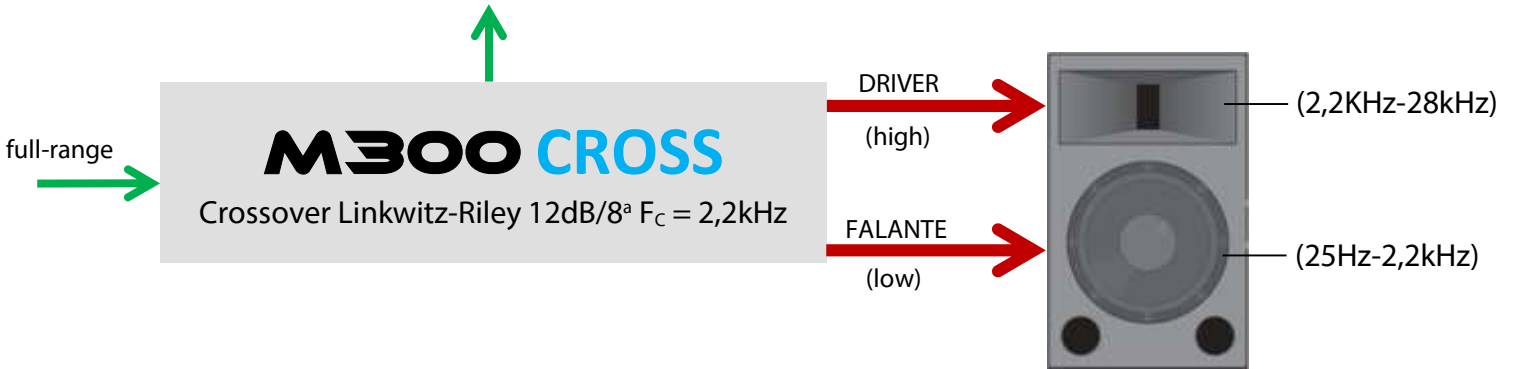 full-range
M300 CROSS
Crossover Linkwitz-Riley 12dB/8ª FC = 2,2kHz
DRIVER
(high)
FALANTE
(low)
(2,2KHz-28kHz)
(25Hz-2,2kHz)